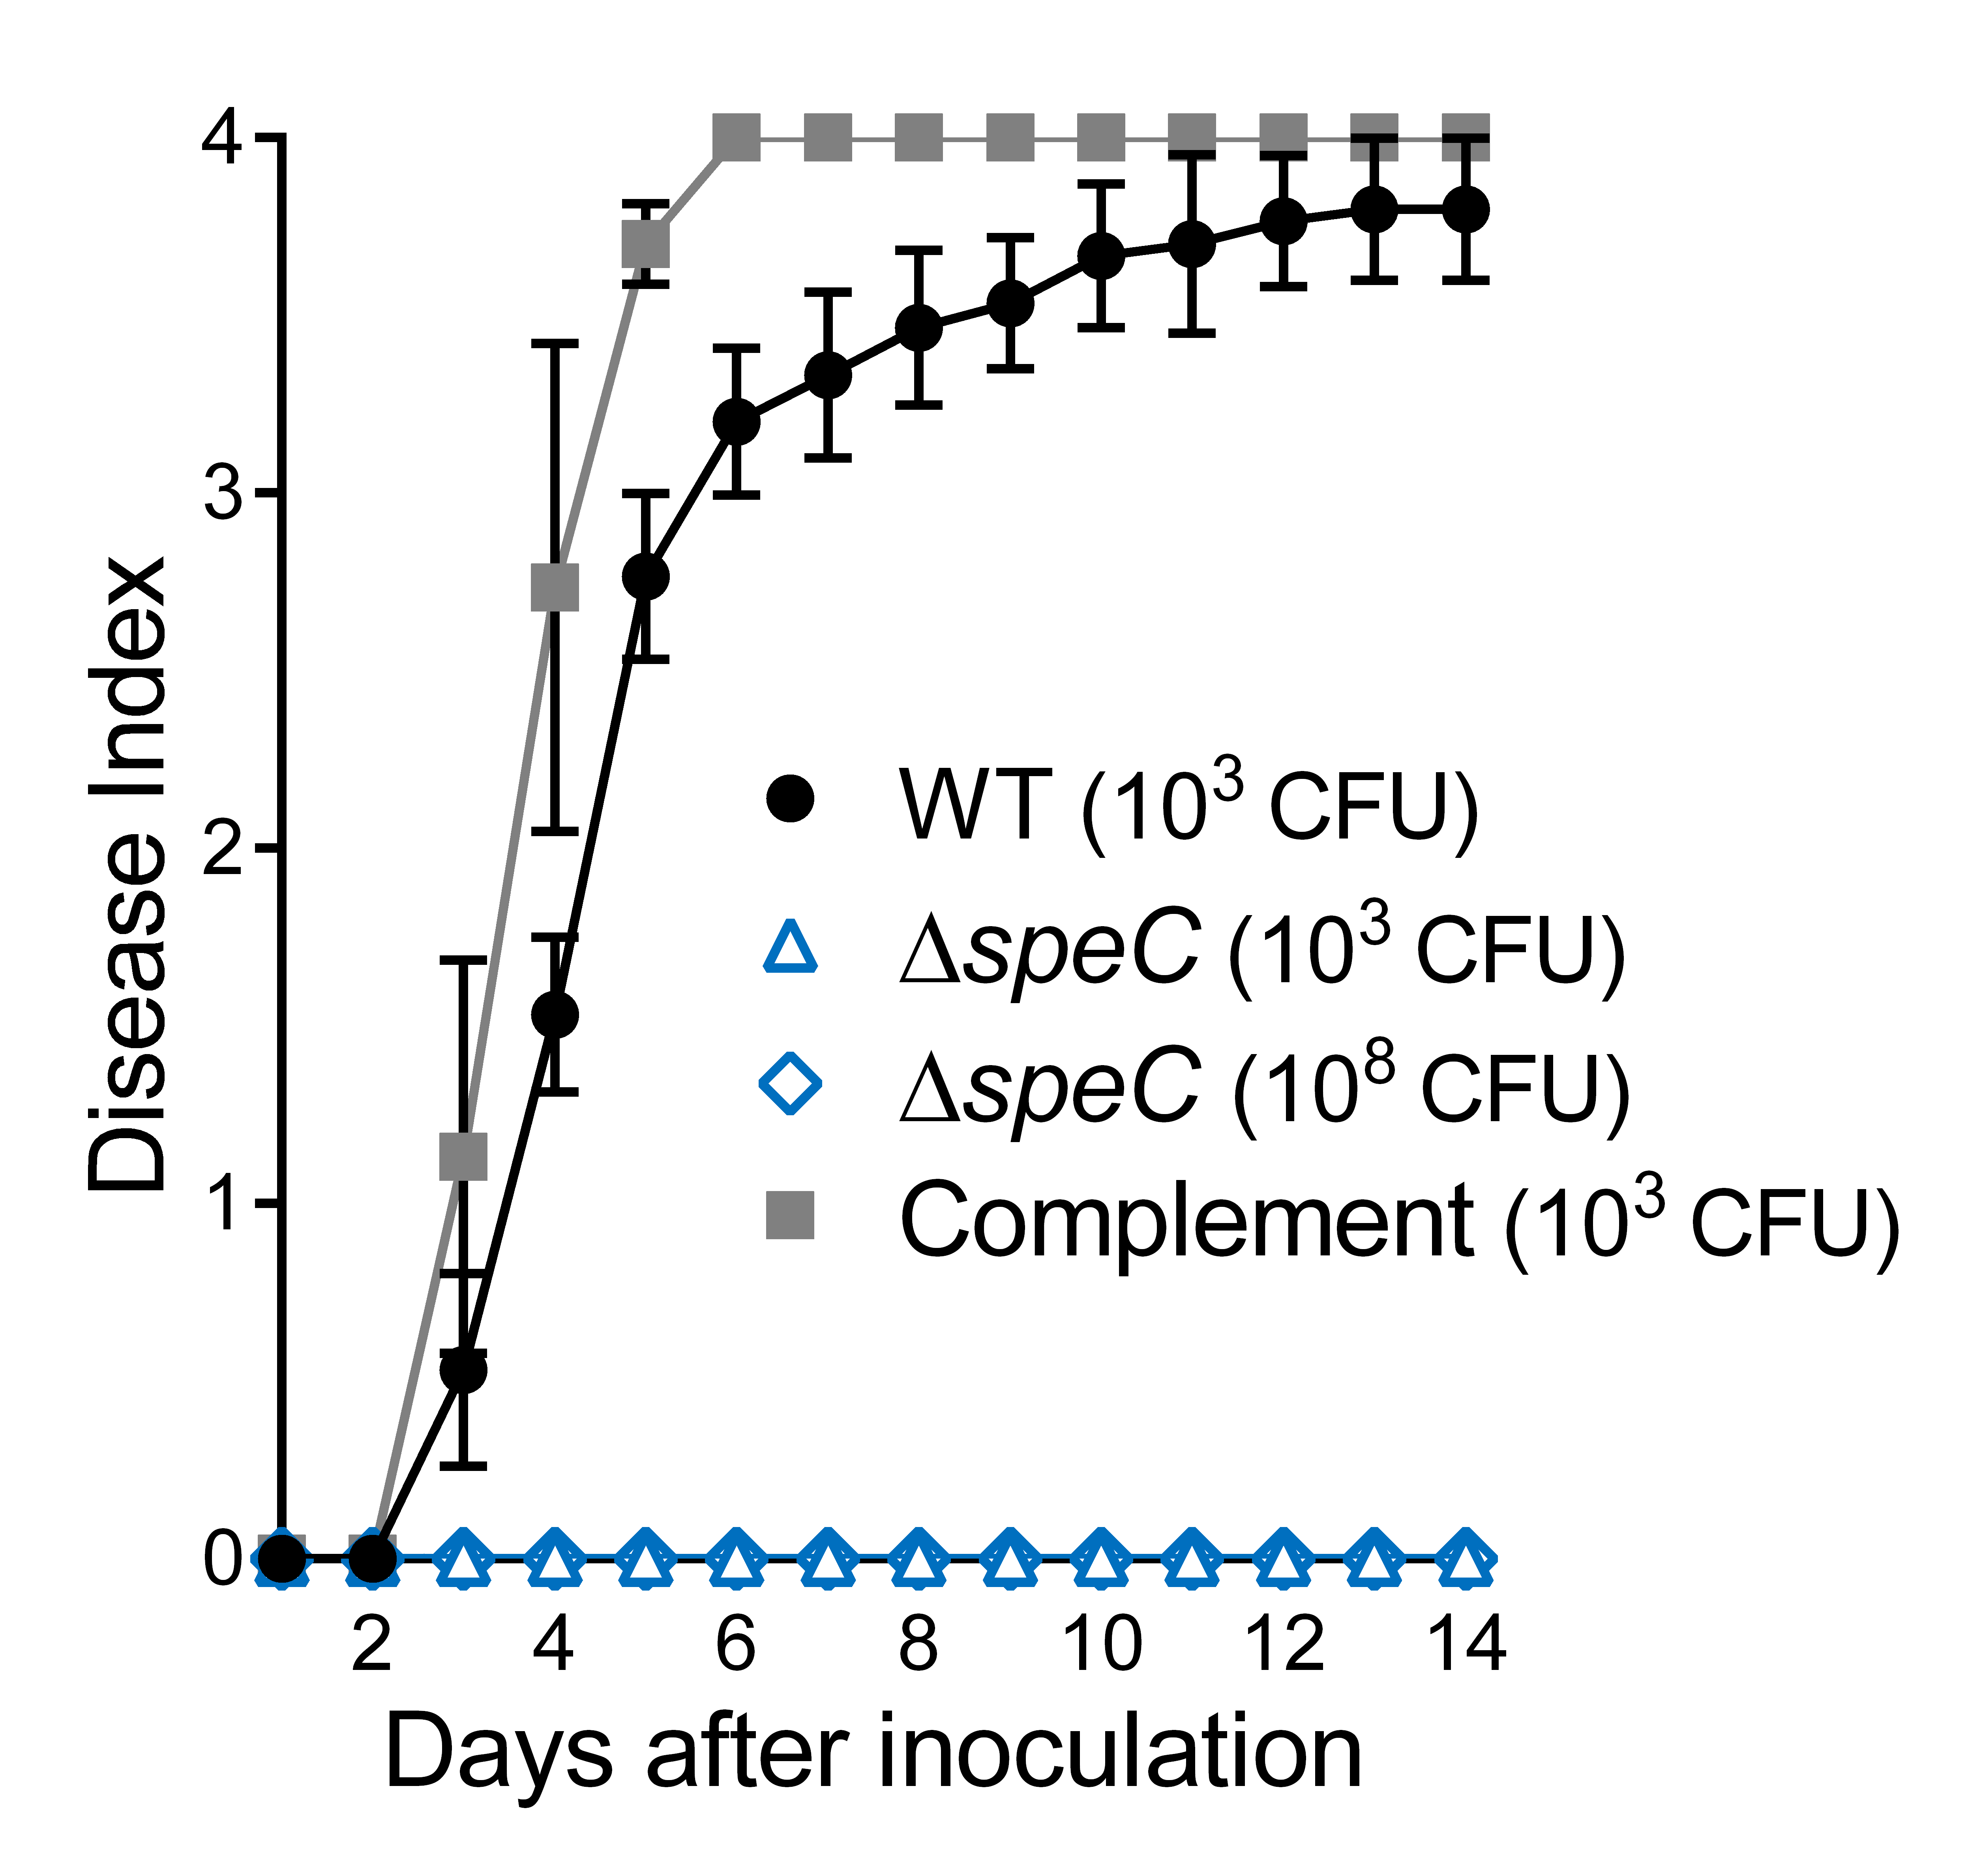 4
3
2
1
0
Disease Index
WT (10³ CFU)
ΔspeC (10³ CFU)
ΔspeC (10⁸ CFU)
Complement (10³ CFU)
2 4 6 8 10 12 14
Days after inoculation